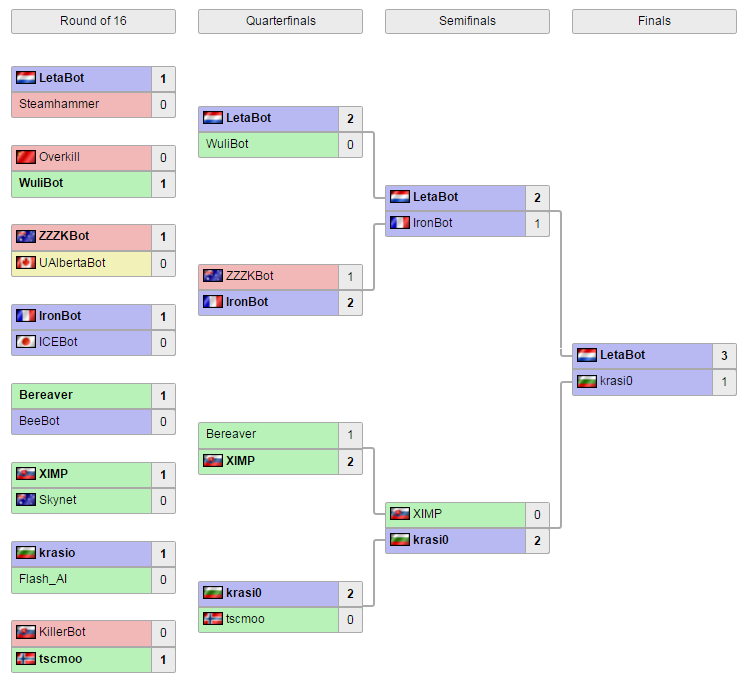 Round of 16
Quarterfinals
Semifinals
Finals
LetaBot 1
Steamhammer 0
Overkill 0
WuliBot 1
ZZZKBot 1
UAlbertaBot 0
IronBot 1
ICEBot 0
Bereaver 1
BeeBot 0
XIMP 1
Skynet 0
krasio 1
Flash_AI 0
KillerBot 0
tscmoo 1
LetaBot 2
WuliBot 0
ZZZKBot 1
IronBot 2
Bereaver 1
XIMP 2
krasi0 2
tscmoo 0
LetaBot 2
IronBot 1
XIMP 0
krasi0 2
LetaBot 3
krasi0 1